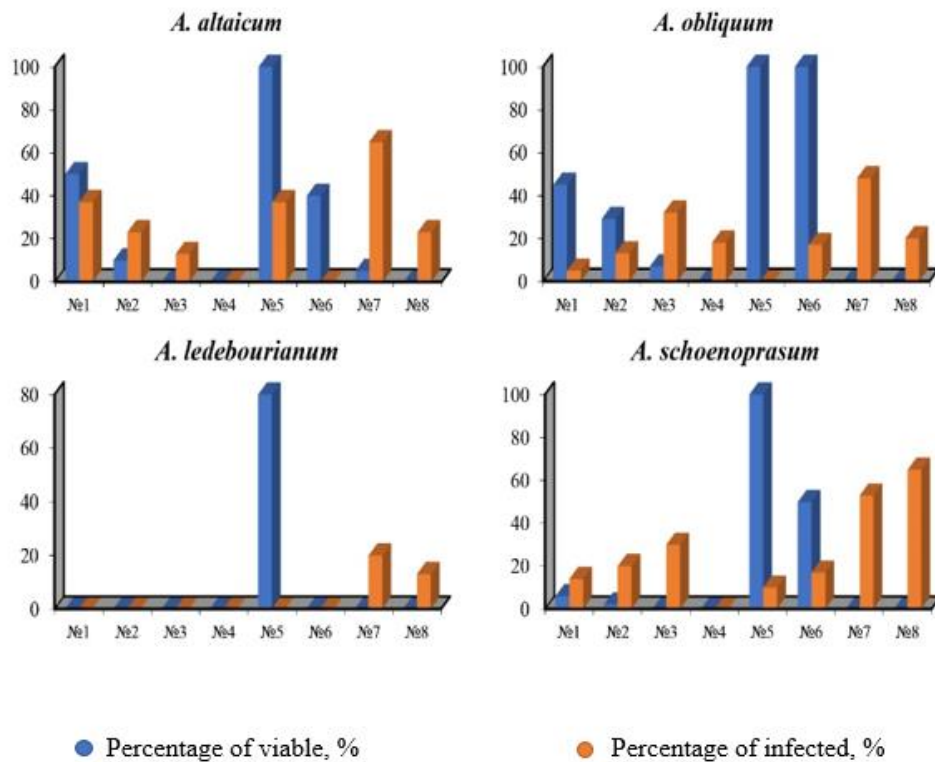 A. altaicum
100
80
60
40
20
0
№1 №2 №3 №4 №5 №6 №7 №8
A. obliquum
100
80
60
40
20
0
№1 №2 №3 №4 №5 №6 №7 №8
A. ledebourianum
80
60
40
20
0
№1 №2 №3 №4 №5 №6 №7 №8
A. schoenoprasum
100
80
60
40
20
0
№1 №2 №3 №4 №5 №6 №7 №8
Percentage of viable, %
Percentage of infected, %